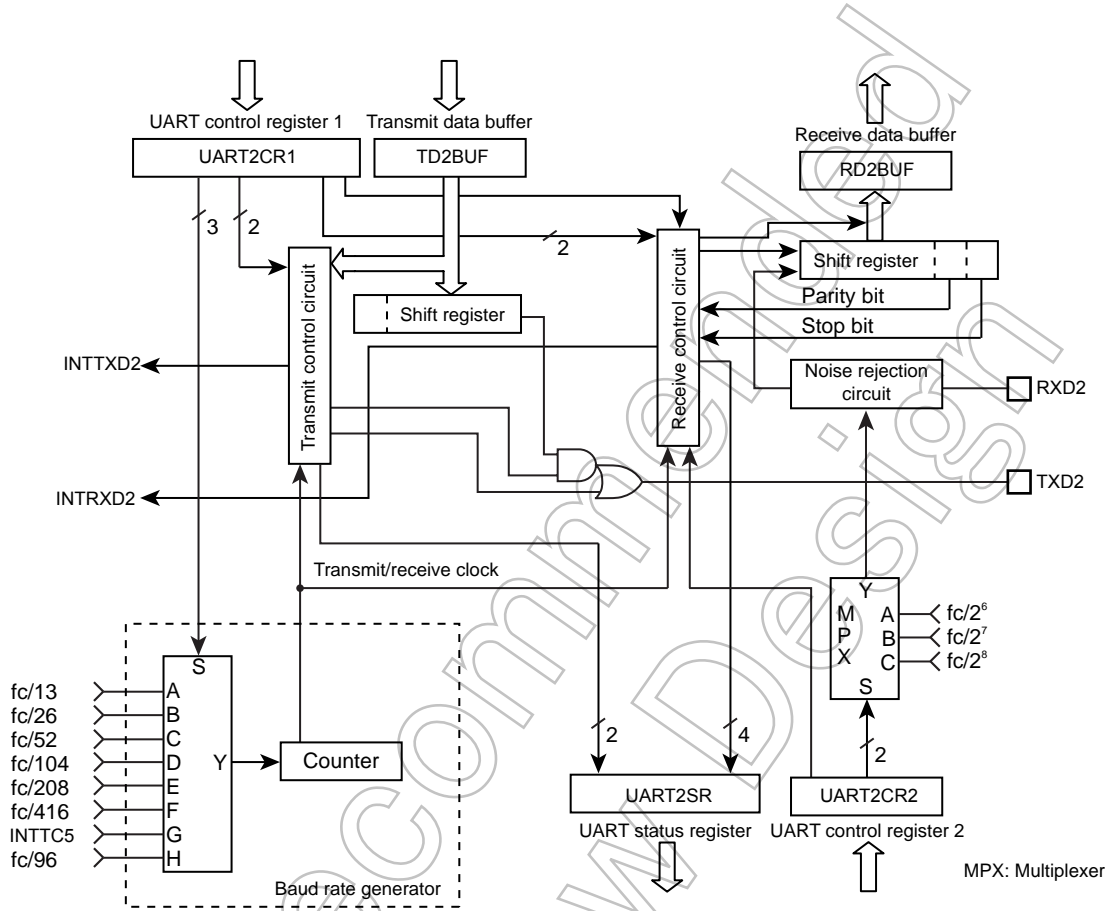 UART control register 1
Transmit data buffer
Receive data buffer
UART2CR1
TD2BUF
RD2BUF
3
2
2
Transmit control circuit
Receive control circuit
Shift register
Shift register
Parity bit
Stop bit
INTTXD2
Noise rejection
circuit
RXD2
INTRXD2
TXD2
Transmit/receive clock
Y
M
P
X
A
B
C
S
fc/2⁶
fc/2⁷
fc/2⁸
S
fc/13
A
fc/26
B
fc/52
C
fc/104
D
Y
Counter
fc/208
E
fc/416
F
INTTC5
G
fc/96
H
Baud rate generator
2
4
2
UART2SR
UART2CR2
UART status register
UART control register 2
MPX: Multiplexer
ecommended
w Design